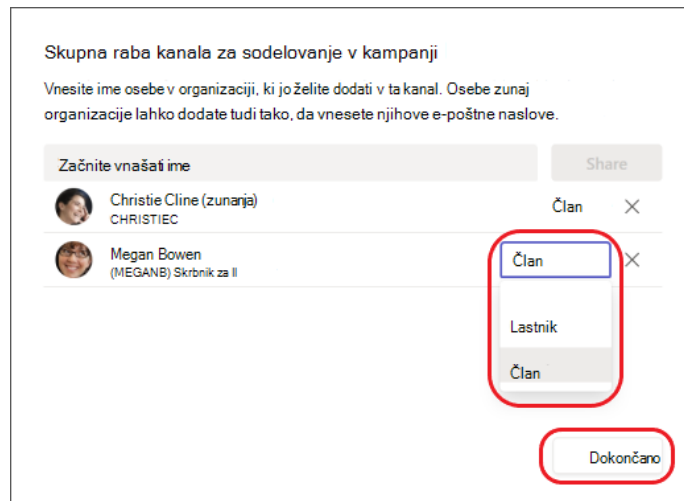 Skupna raba kanala za sodelovanje v kampanji
Vnesite ime osebe v organizaciji, ki jo želite dodati v ta kanal. Osebe zunaj
organizacije lahko dodate tudi tako, da vnesete njihove e-poštne naslove.
Začnite vnašati ime
Share
Christie Cline (zunanja)
CHRISTIEC
Član
Megan Bowen
(MEGANB) Skrbnik za II
Član
Lastnik
Član
Dokončano